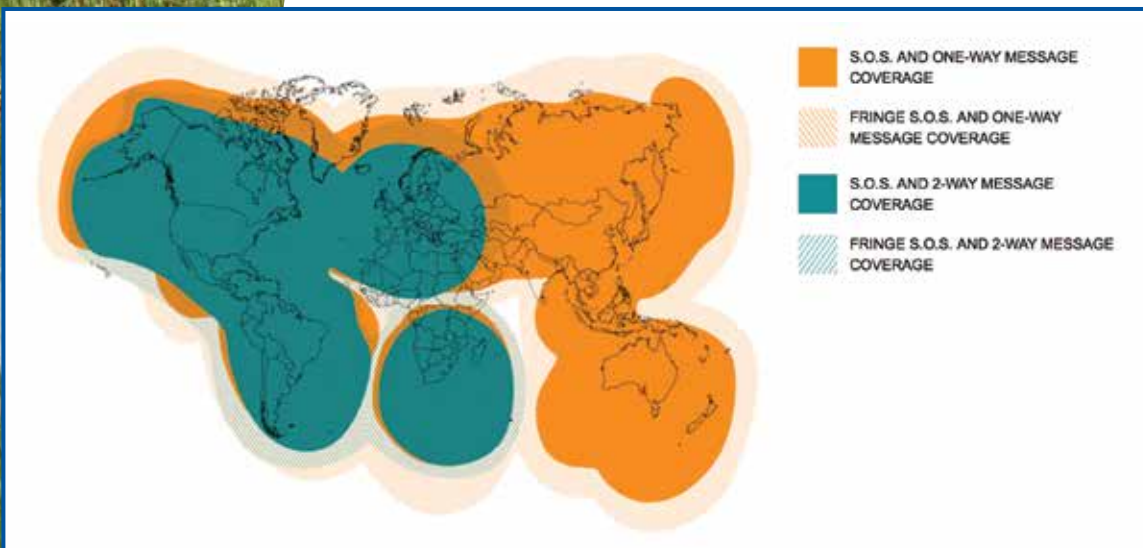 S.O.S. AND ONE-WAY MESSAGE
COVERAGE
FRINGE S.O.S. AND ONE-WAY
MESSAGE COVERAGE
S.O.S. AND 2-WAY MESSAGE
COVERAGE
FRINGE S.O.S. AND 2-WAY MESSAGE
COVERAGE